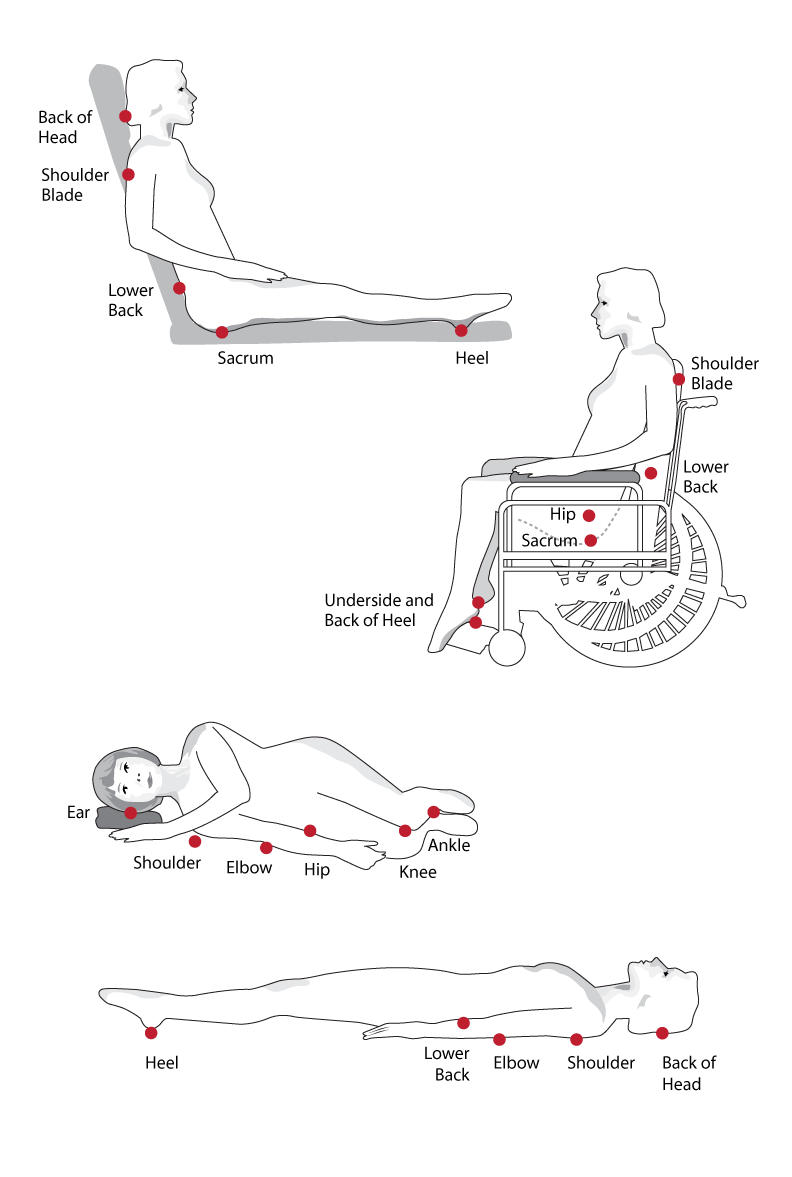 Back of
Head
Shoulder
Blade
Lower
Back
Sacrum
Heel
Shoulder
Blade
Lower
Back
Hip
Sacrum
Underside and
Back of Heel
Ear
Shoulder
Elbow
Hip
Knee
Ankle
Heel
Lower
Back
Elbow
Shoulder
Back of
Head